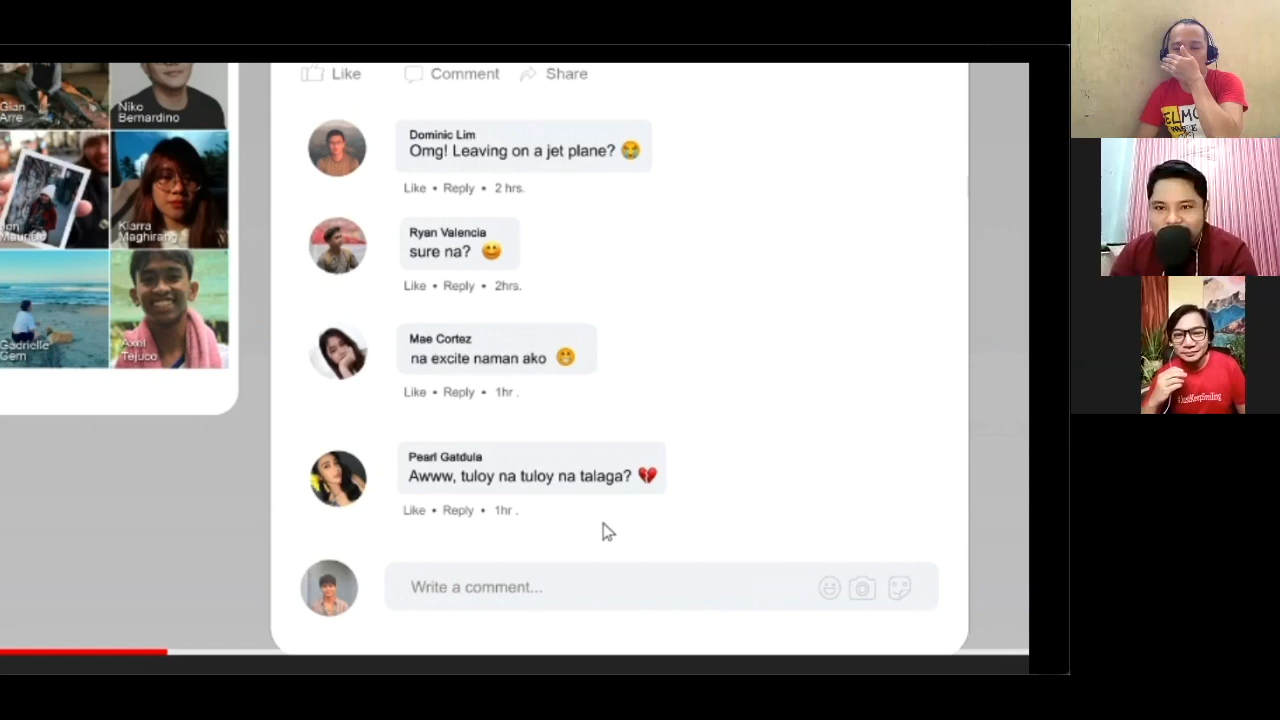 Like Comment Share
Gian
Arre
Niko
Bernardino
Kiarra
Maghirang
Gabrielle
Gem
Axel
Tejuco
Dominic Lim
Omg! Leaving on a jet plane? 😭
Like • Reply • 2 hrs.
Ryan Valencia
sure na? 😊
Like • Reply • 2hrs.
Mae Cortez
na excite naman ako 😁
Like • Reply • 1hr .
Pearl Gatdula
Awww, tuloy na tuloy na talaga? 💔
Like • Reply • 1hr .
Write a comment...
#JustKeepSmiling